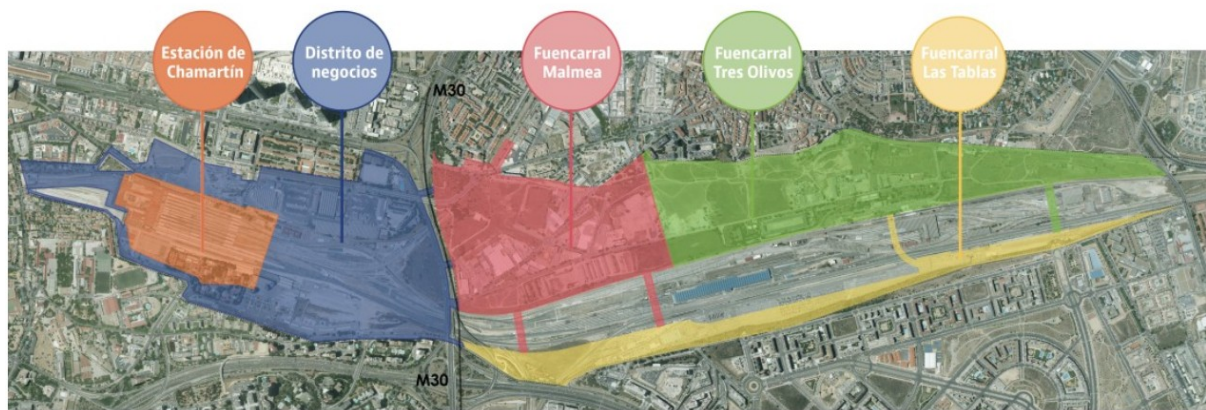 Estación de
Chamartín
Distrito de
negocios
Fuencarral
Malmea
Fuencarral
Tres Olivos
Fuencarral
Las Tablas
M30
M30